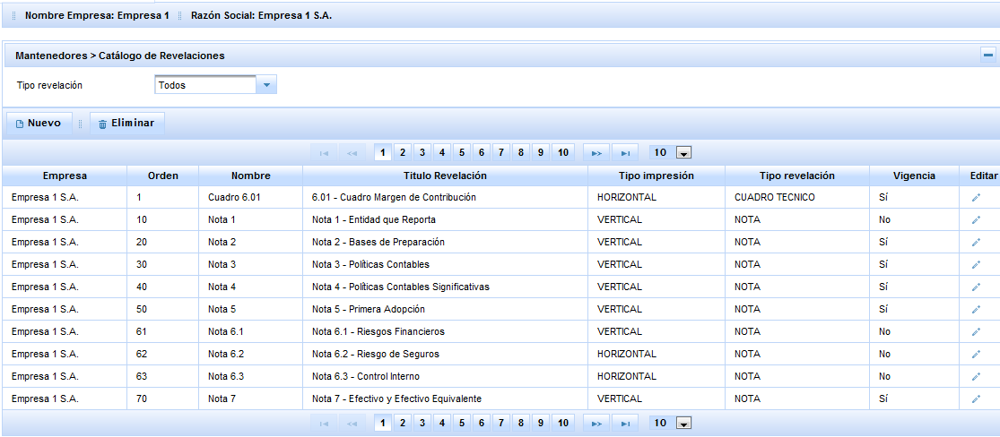 Nombre Empresa: Empresa 1 Razón Social: Empresa 1 S.A.
Mantenedores > Catálogo de Revelaciones
Tipo revelación Todos
Nuevo Eliminar
1 2 3 4 5 6 7 8 9 10 10
Empresa Orden Nombre Titulo Revelación Tipo impresión Tipo revelación Vigencia Editar
Empresa 1 S.A. 1 Cuadro 6.01 6.01 - Cuadro Margen de Contribución HORIZONTAL CUADRO TECNICO Sí
Empresa 1 S.A. 10 Nota 1 Nota 1 - Entidad que Reporta VERTICAL NOTA No
Empresa 1 S.A. 20 Nota 2 Nota 2 - Bases de Preparación VERTICAL NOTA Sí
Empresa 1 S.A. 30 Nota 3 Nota 3 - Políticas Contables VERTICAL NOTA Sí
Empresa 1 S.A. 40 Nota 4 Nota 4 - Políticas Contables Significativas VERTICAL NOTA Sí
Empresa 1 S.A. 50 Nota 5 Nota 5 - Primera Adopción VERTICAL NOTA Sí
Empresa 1 S.A. 61 Nota 6.1 Nota 6.1 - Riesgos Financieros VERTICAL NOTA No
Empresa 1 S.A. 62 Nota 6.2 Nota 6.2 - Riesgo de Seguros HORIZONTAL NOTA No
Empresa 1 S.A. 63 Nota 6.3 Nota 6.3 - Control Interno HORIZONTAL NOTA No
Empresa 1 S.A. 70 Nota 7 Nota 7 - Efectivo y Efectivo Equivalente VERTICAL NOTA Sí
1 2 3 4 5 6 7 8 9 10 10